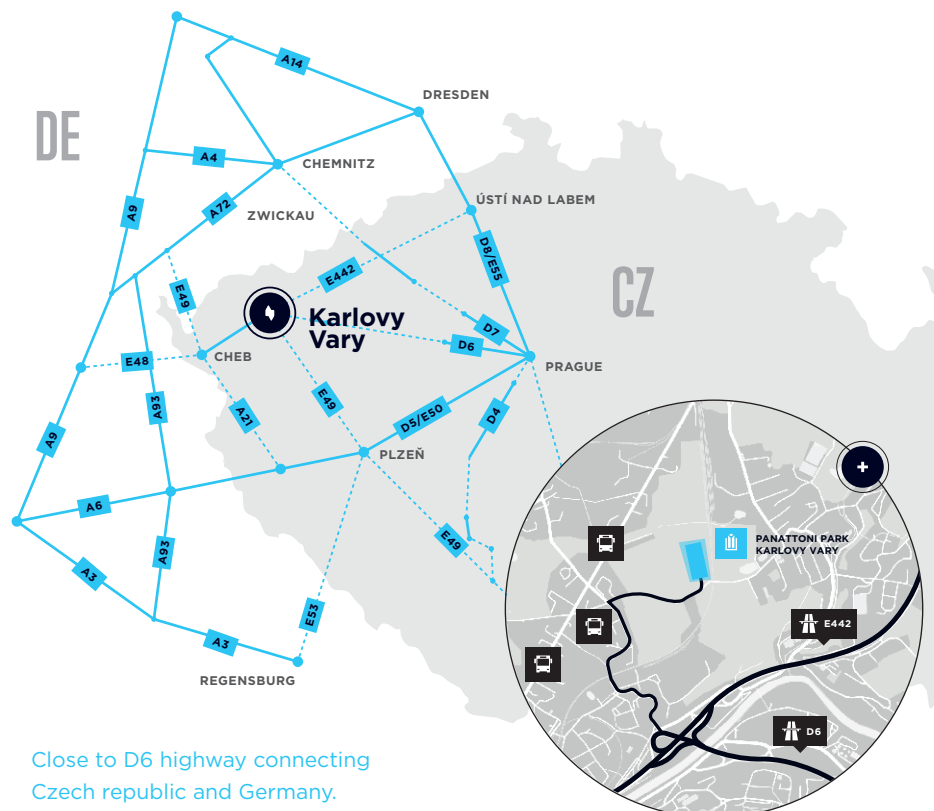 A14
DRESDEN
DE
A4
CHEMNITZ
A72
ZWICKAU
ÚSTÍ NAD LABEM
A9
D8/E55
E442
CZ
E49
Karlovy
Vary
D7
D6
CHEB
E48
PRAGUE
A93
A21
E49
D5/E50
D4
A9
PLZEŇ
A6
A93
E49
PANATTONI PARK
KARLOVY VARY
A3
E53
E442
A3
REGENSBURG
D6
Close to D6 highway connecting
Czech republic and Germany.